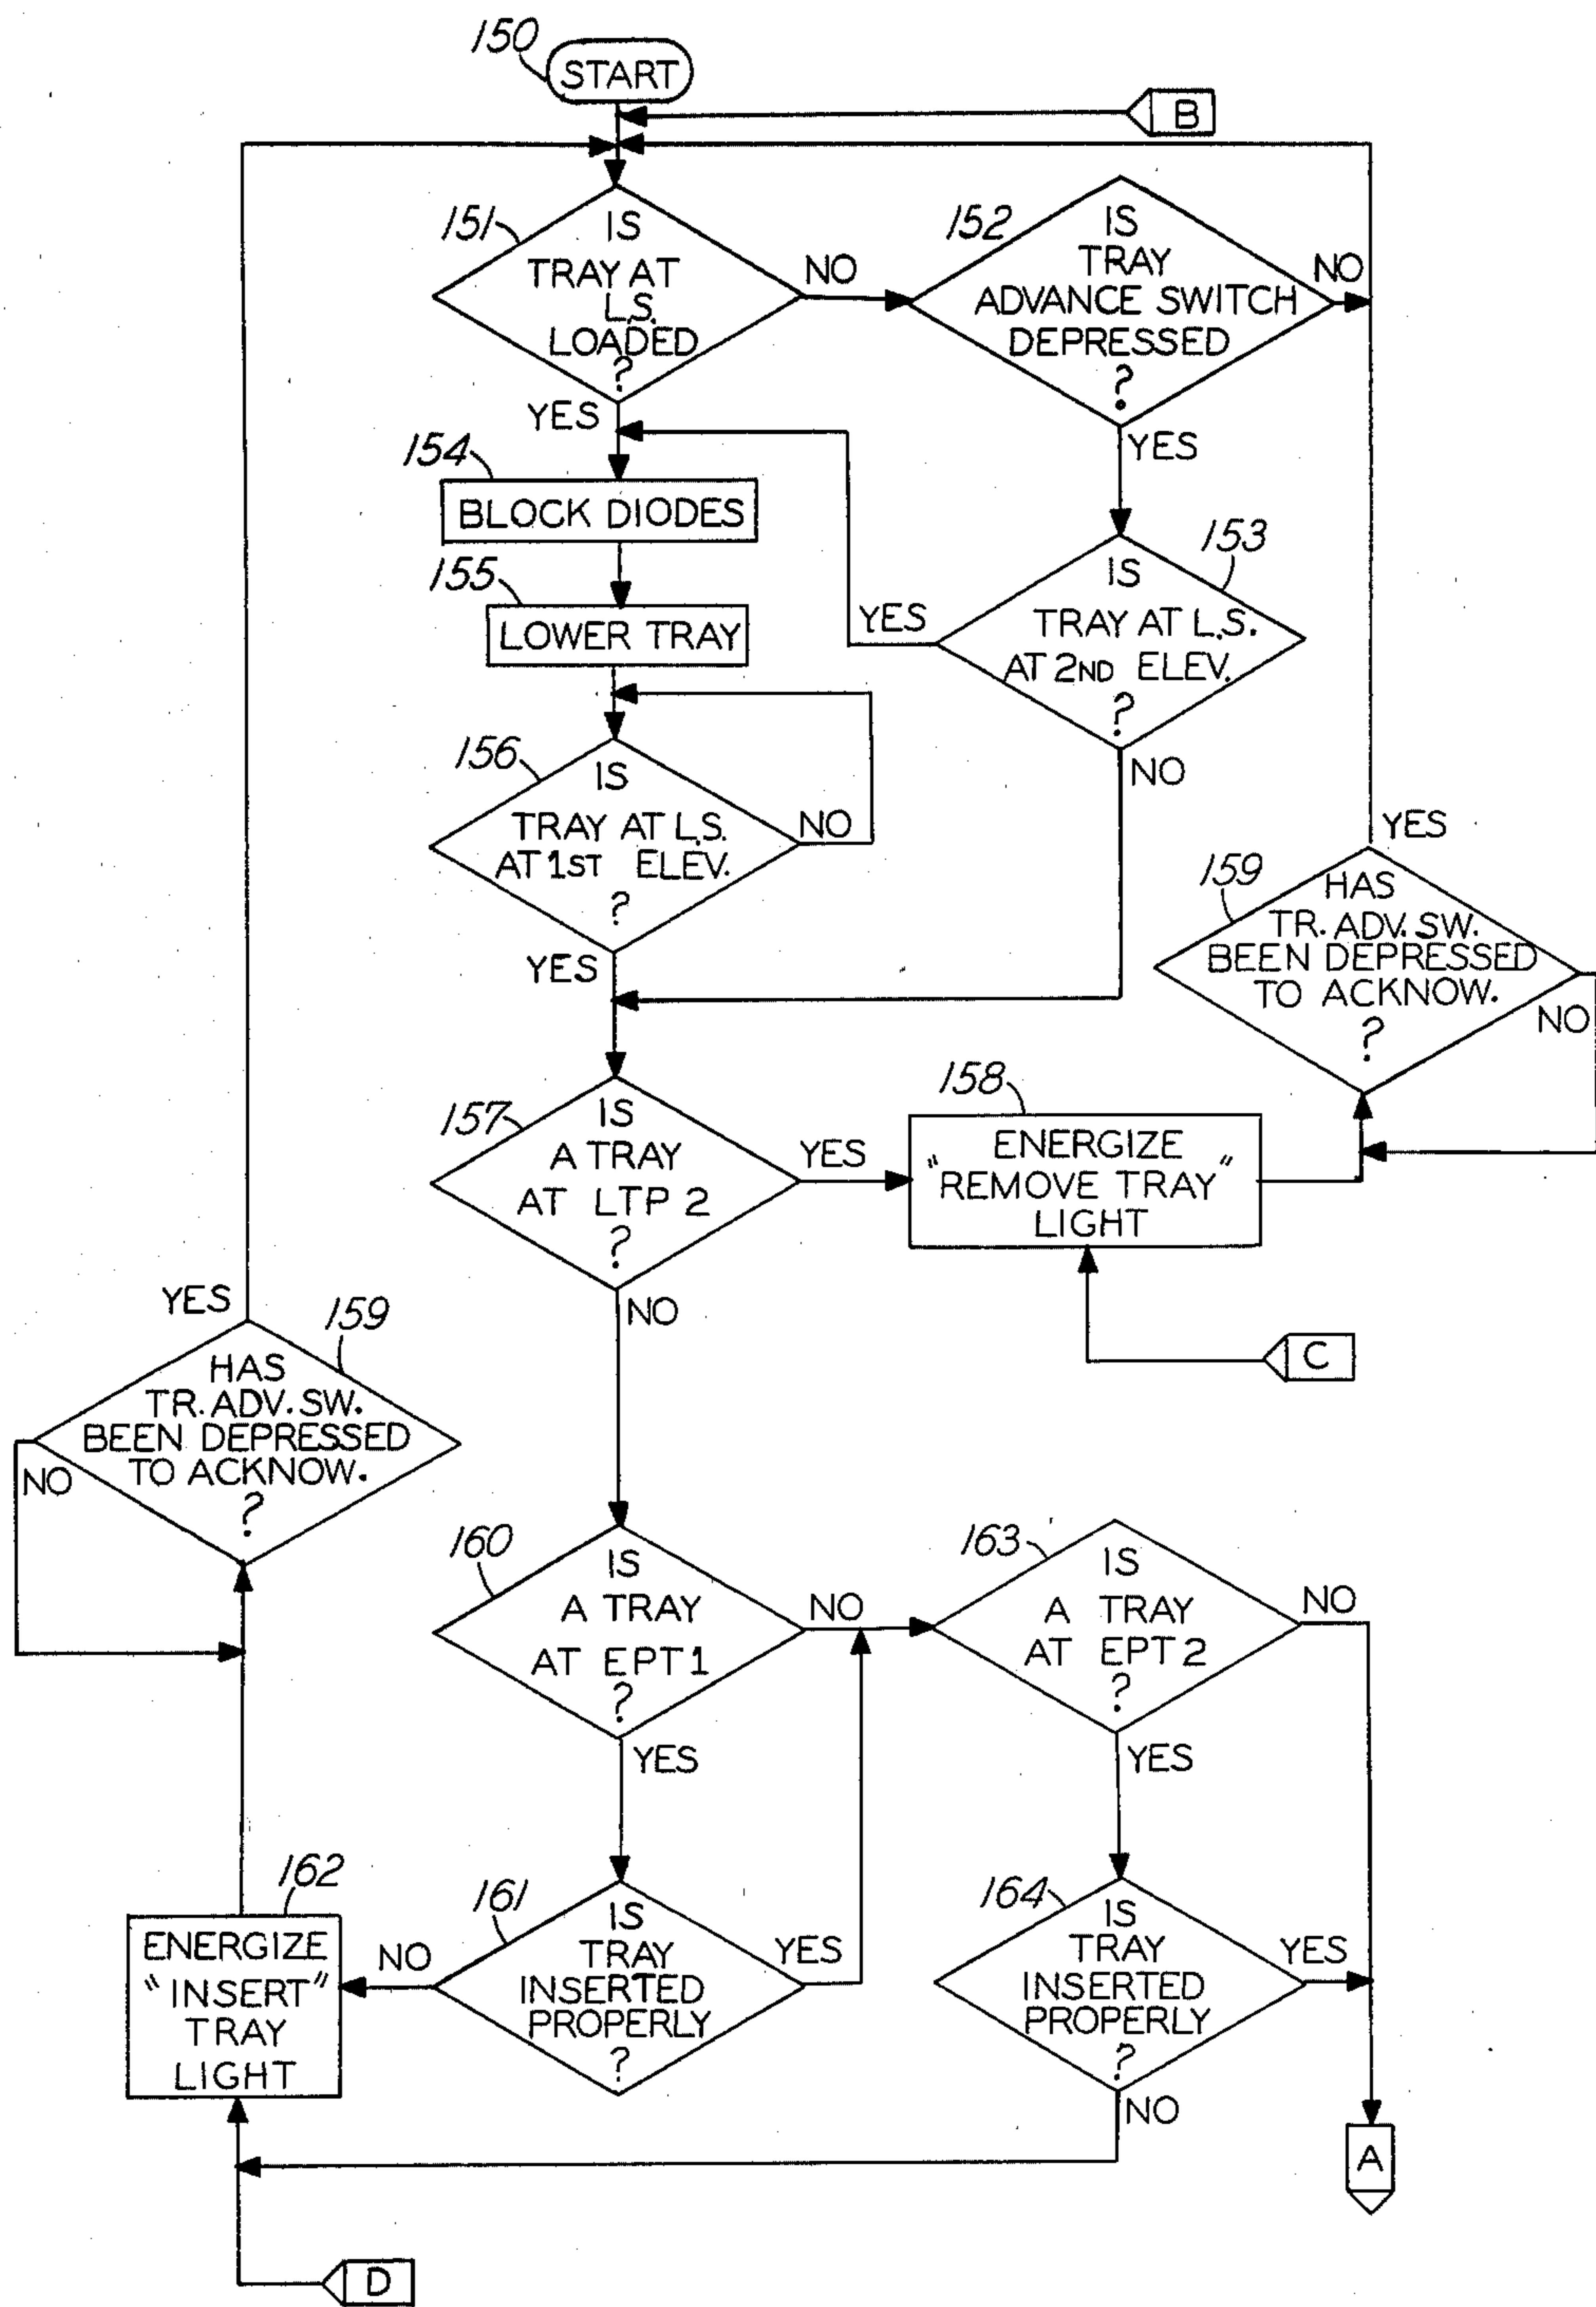 150
START
B
151
IS
TRAY AT
L.S.
LOADED
?
NO
YES
152
IS
TRAY
ADVANCE SWITCH
DEPRESSED
?
NO
YES
154
BLOCK DIODES
155
LOWER TRAY
153
IS
TRAY AT L.S.
AT 2ND ELEV.
?
YES
NO
156
IS
TRAY AT L.S.
AT 1ST ELEV.
?
NO
YES
YES
159
HAS
TR. ADV. SW.
BEEN DEPRESSED
TO ACKNOW.
?
NO
157
IS
A TRAY
AT LTP 2
?
YES
NO
158
ENERGIZE
"REMOVE TRAY"
LIGHT
C
YES
159
HAS
TR. ADV. SW.
BEEN DEPRESSED
TO ACKNOW.
?
NO
160
IS
A TRAY
AT EPT 1
?
NO
YES
163
IS
A TRAY
AT EPT 2
?
NO
YES
162
ENERGIZE
"INSERT"
TRAY
LIGHT
161
IS
TRAY
INSERTED
PROPERLY
?
NO
YES
164
IS
TRAY
INSERTED
PROPERLY
?
YES
NO
A
D